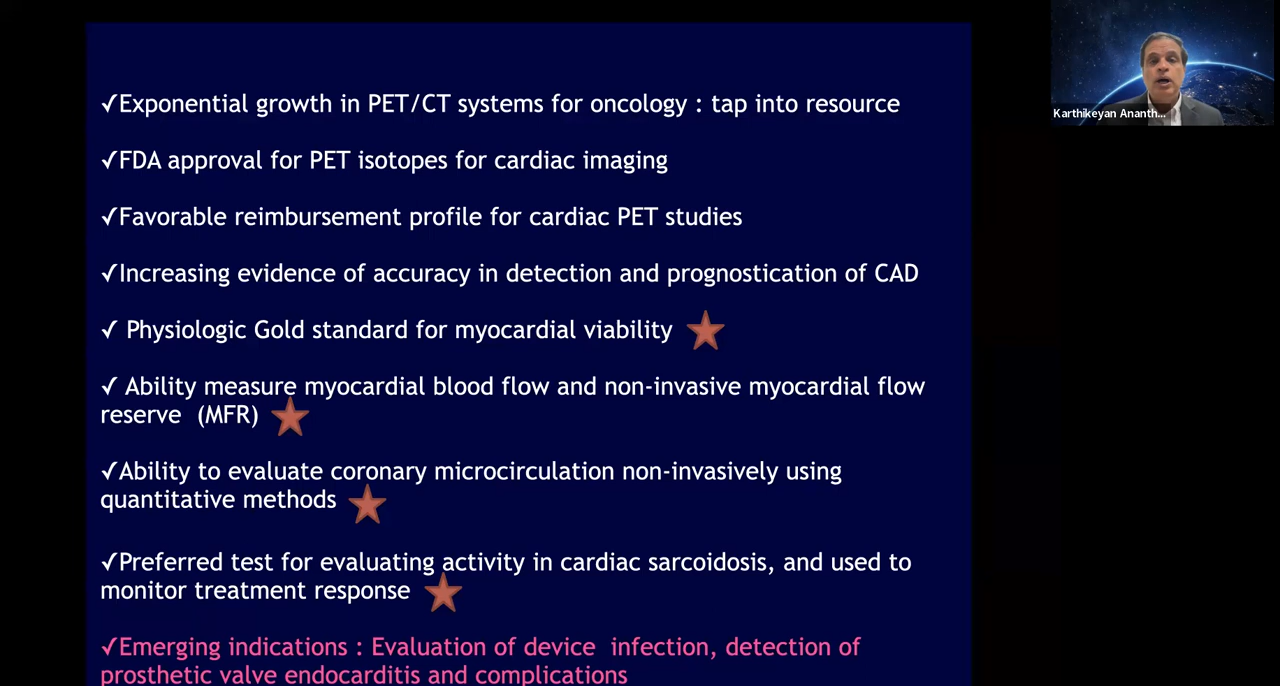 ✓Exponential growth in PET/CT systems for oncology : tap into resource
Karthikeyan Ananth...
✓FDA approval for PET isotopes for cardiac imaging
✓Favorable reimbursement profile for cardiac PET studies
✓Increasing evidence of accuracy in detection and prognostication of CAD
✓ Physiologic Gold standard for myocardial viability
✓ Ability measure myocardial blood flow and non-invasive myocardial flow
reserve (MFR)
✓Ability to evaluate coronary microcirculation non-invasively using
quantitative methods
✓Preferred test for evaluating activity in cardiac sarcoidosis, and used to
monitor treatment response
✓Emerging indications : Evaluation of device infection, detection of
prosthetic valve endocarditis and complications